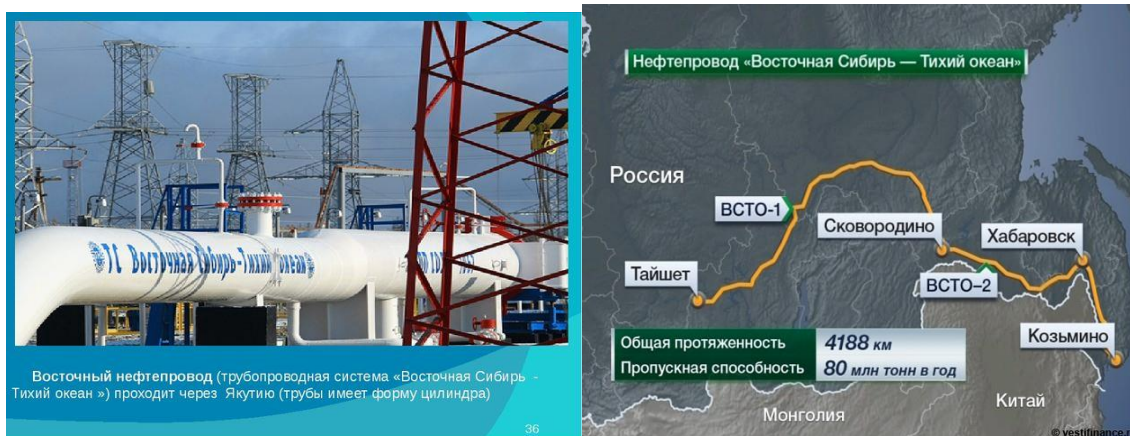 ТС Восточная Сибирь-Тихий океан
Восточный нефтепровод (трубопроводная система «Восточная Сибирь -
Тихий океан ») проходит через Якутию (трубы имеет форму цилиндра)
36
Нефтепровод «Восточная Сибирь — Тихий океан»
Россия
ВСТО-1
Сковородино
Хабаровск
Тайшет
ВСТО–2
Козьмино
Общая протяженность 4188 км
Пропускная способность 80 млн тонн в год
Монголия
Китай